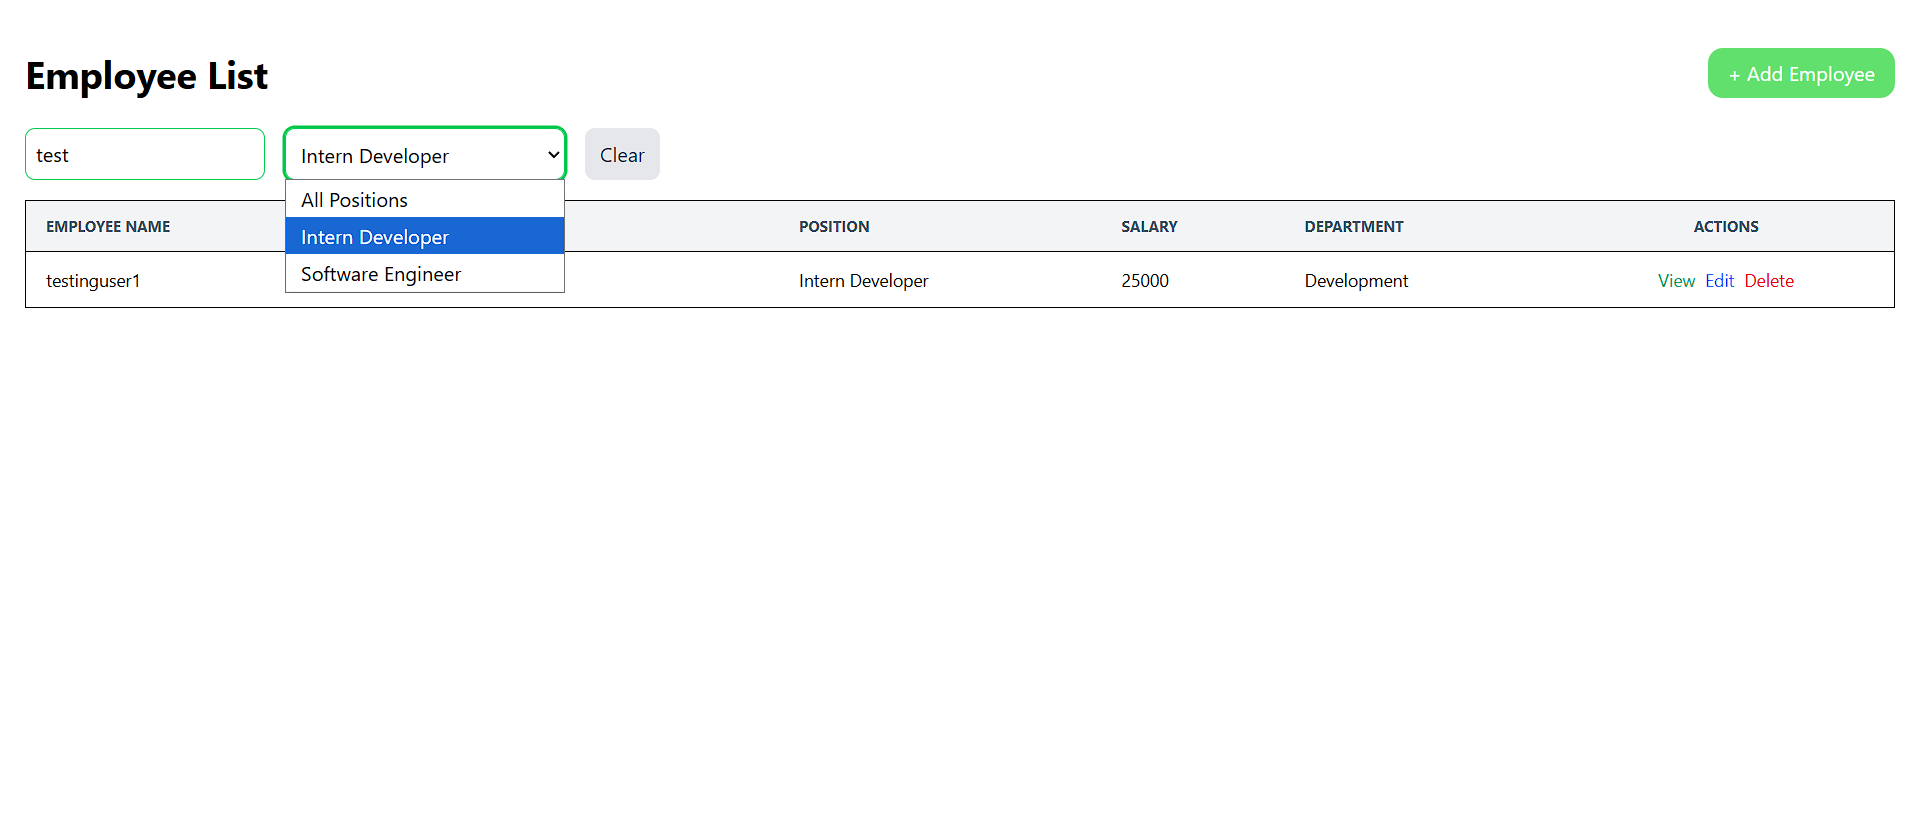 Employee List
+ Add Employee
test
Intern Developer
Clear
All Positions
Intern Developer
Software Engineer
EMPLOYEE NAME POSITION SALARY DEPARTMENT ACTIONS
testinguser1 Intern Developer 25000 Development View Edit Delete